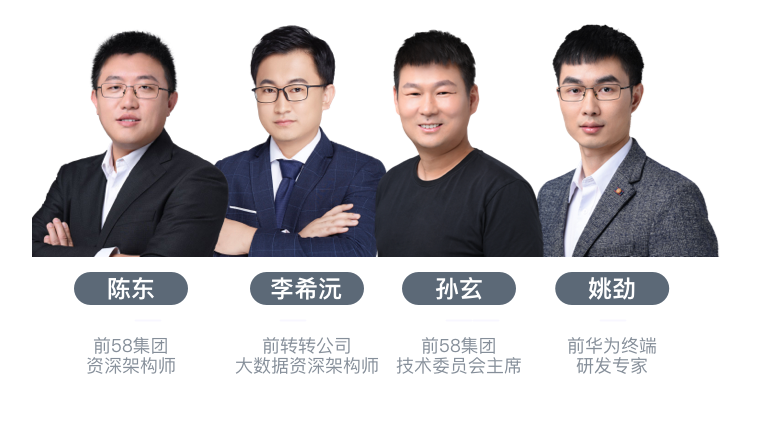 陈东
李希沅
孙玄
姚劲
前58集团
资深架构师
前转转公司
大数据资深架构师
前58集团
技术委员会主席
前华为终端
研发专家